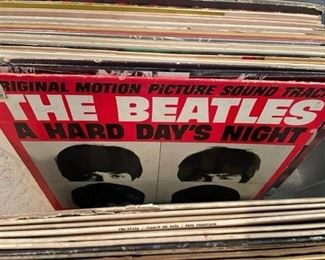 ORIGINAL MOTION PICTURE SOUND TRACK
THE BEATLES
A HARD DAY'S NIGHT